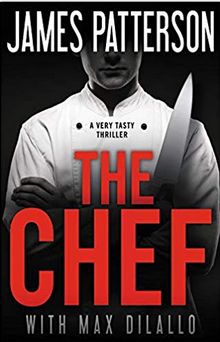 JAMES PATTERSON
A VERY TASTY
THRILLER
THE
CHEF
WITH MAX DILALLO